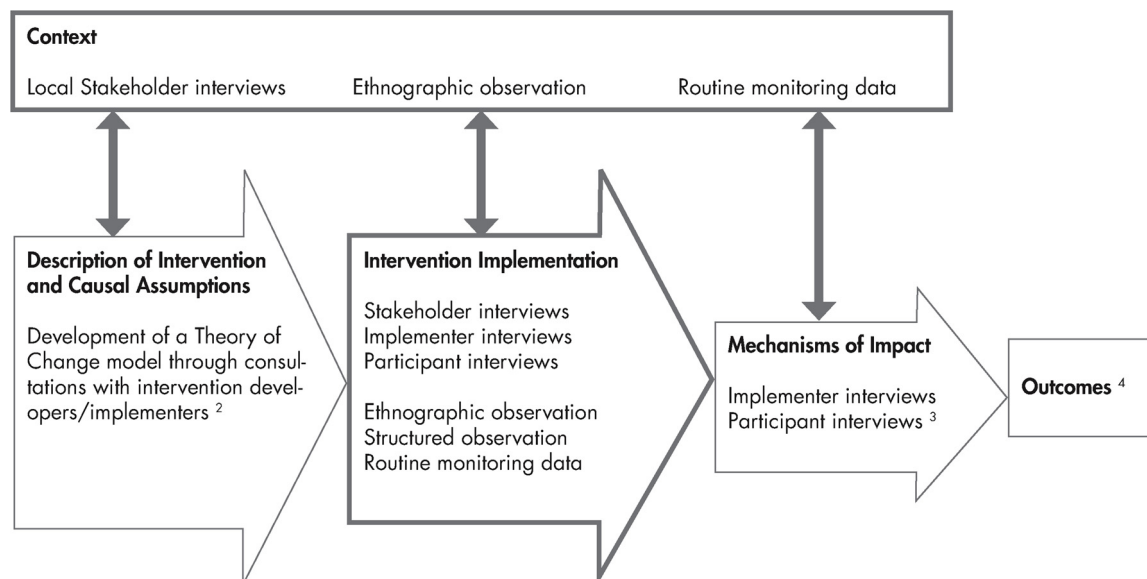 Context
Local Stakeholder interviews Ethnographic observation Routine monitoring data
Description of Intervention
and Causal Assumptions
Development of a Theory of
Change model through consul-
tations with intervention devel-
opers/implementers 2
Intervention Implementation
Stakeholder interviews
Implementer interviews
Participant interviews
Ethnographic observation
Structured observation
Routine monitoring data
Mechanisms of Impact
Implementer interviews
Participant interviews 3
Outcomes 4